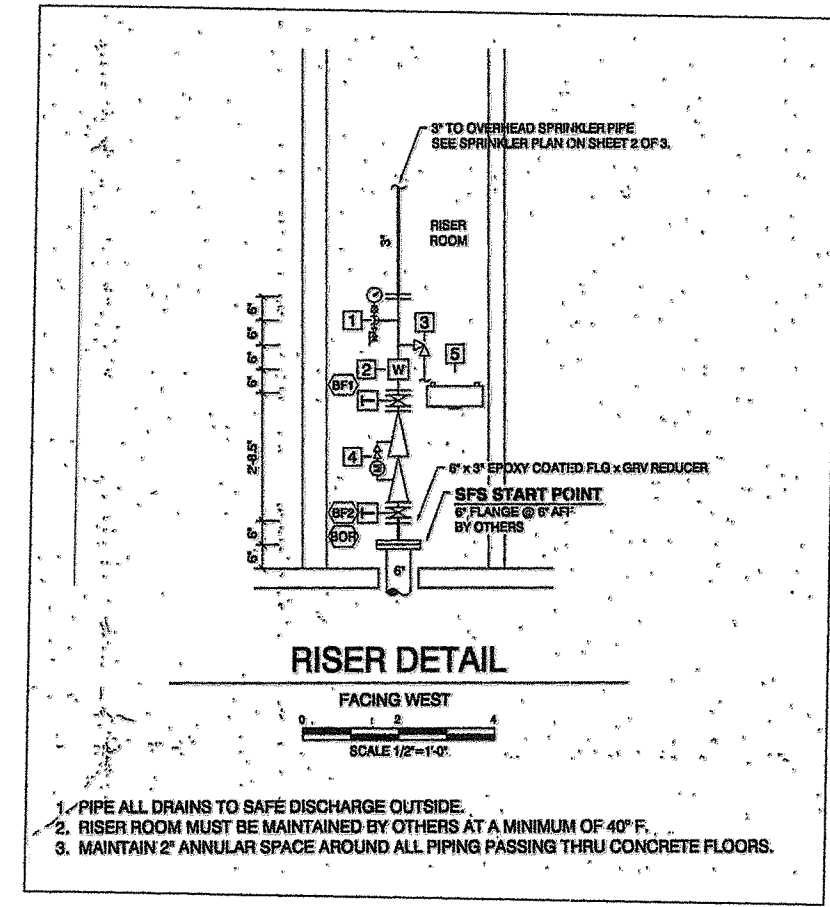 3" TO OVERHEAD SPRINKLER PIPE
SEE SPRINKLER PLAN ON SHEET 2 OF 3.
RISER
ROOM
3"
6"
6"
6"
6"
2'-8.5"
6"
6"
1
3
2
W
5
BF1
T
4
6" x 3" EPOXY COATED FLG x GRV REDUCER
SFS START POINT
BF2
T
6" FLANGE @ 6" AFF
BY OTHERS
BOR
6"
RISER DETAIL
FACING WEST
0 1 2 4
SCALE 1/2"=1'-0"
1. PIPE ALL DRAINS TO SAFE DISCHARGE OUTSIDE.
2. RISER ROOM MUST BE MAINTAINED BY OTHERS AT A MINIMUM OF 40° F.
3. MAINTAIN 2" ANNULAR SPACE AROUND ALL PIPING PASSING THRU CONCRETE FLOORS.